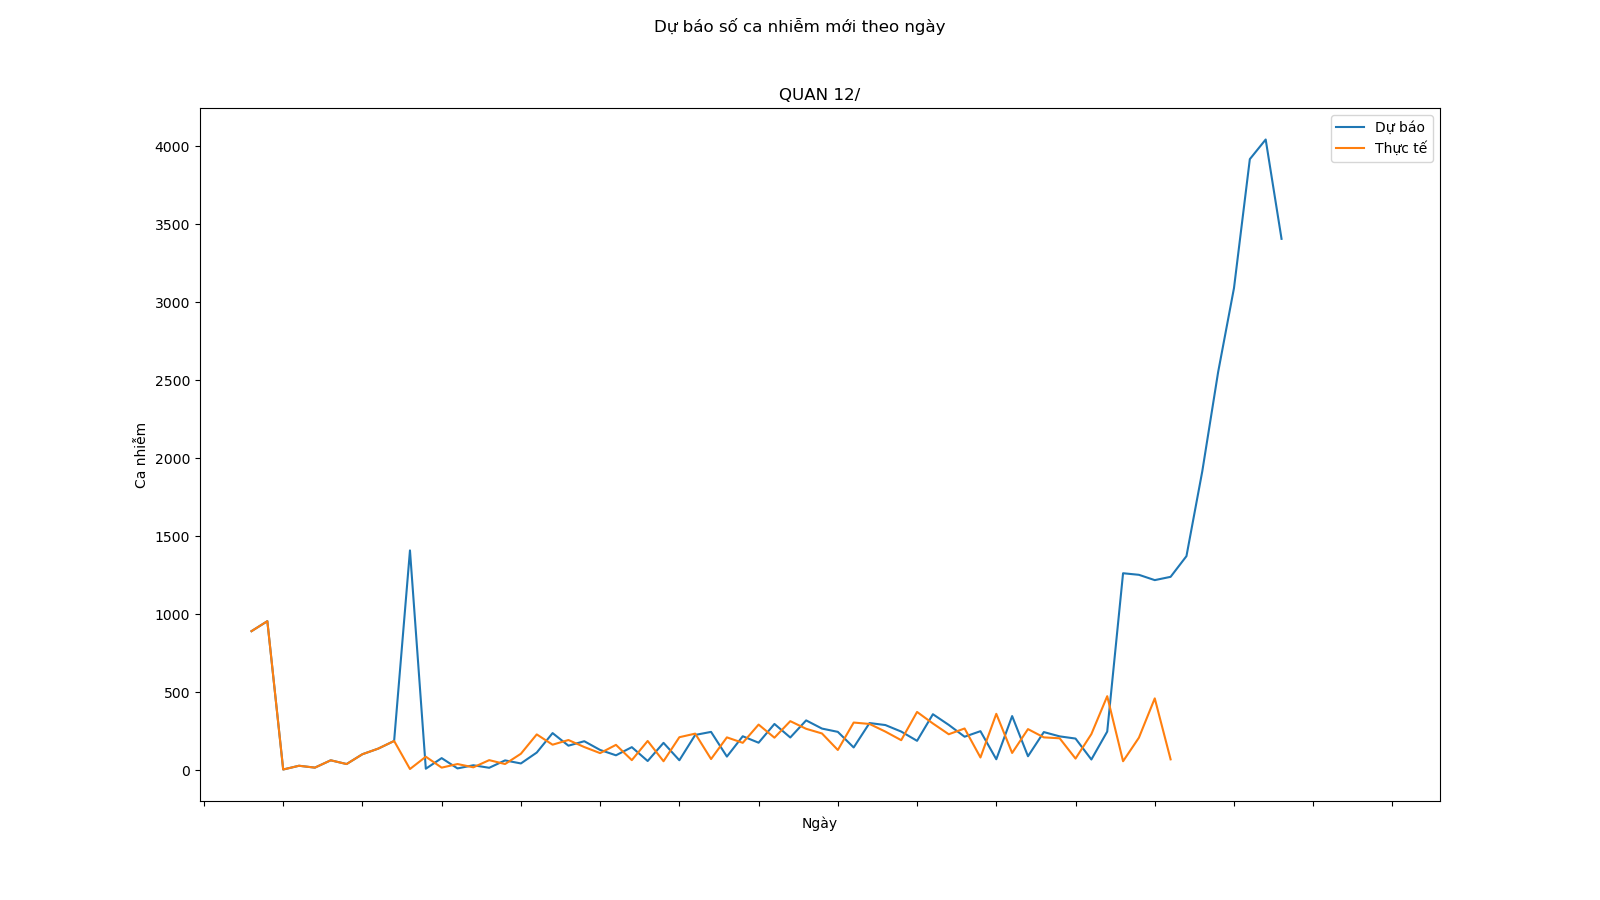 Dự báo số ca nhiễm mới theo ngày
QUAN 12/
Dự báo
Thực tế
4000
3500
3000
2500
2000
1500
1000
500
0
Ca nhiễm
Ngày